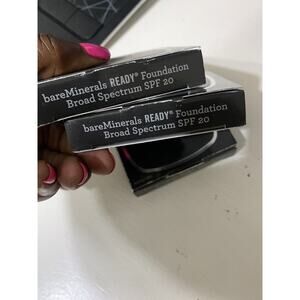 bareMinerals READY® Foundation
Broad Spectrum SPF 20
bareMinerals READY® Foundation
Broad Spectrum SPF 20